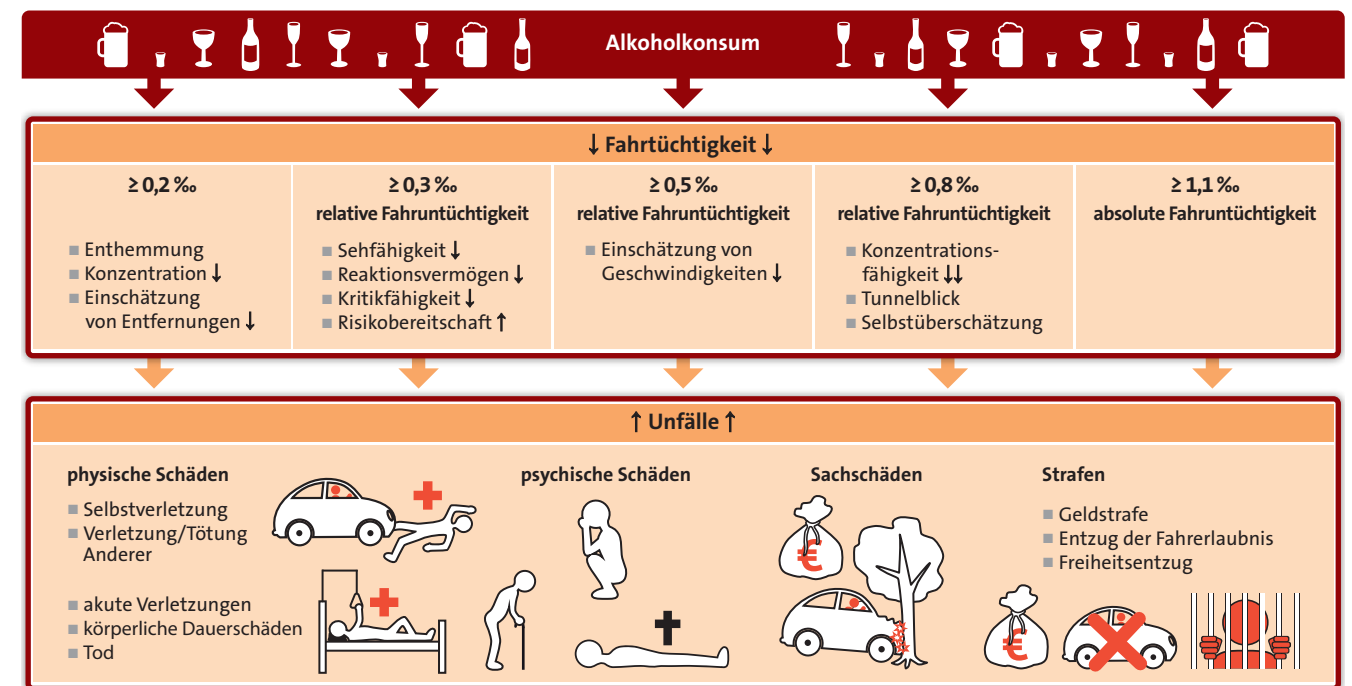 Alkoholkonsum
↓ Fahrtüchtigkeit ↓
≥ 0,2 ‰
■ Enthemmung
■ Konzentration ↓
■ Einschätzung
von Entfernungen ↓
≥ 0,3 ‰
relative Fahruntüchtigkeit
■ Sehfähigkeit ↓
■ Reaktionsvermögen ↓
■ Kritikfähigkeit ↓
■ Risikobereitschaft ↑
≥ 0,5 ‰
relative Fahruntüchtigkeit
■ Einschätzung von
Geschwindigkeiten ↓
≥ 0,8 ‰
relative Fahruntüchtigkeit
■ Konzentrations-
fähigkeit ↓↓
■ Tunnelblick
■ Selbstüberschätzung
≥ 1,1 ‰
absolute Fahruntüchtigkeit
↑ Unfälle ↑
physische Schäden
■ Selbstverletzung
■ Verletzung/Tötung
Anderer
■ akute Verletzungen
■ körperliche Dauerschäden
■ Tod
psychische Schäden
Sachschäden
€
Strafen
■ Geldstrafe
■ Entzug der Fahrerlaubnis
■ Freiheitsentzug
€